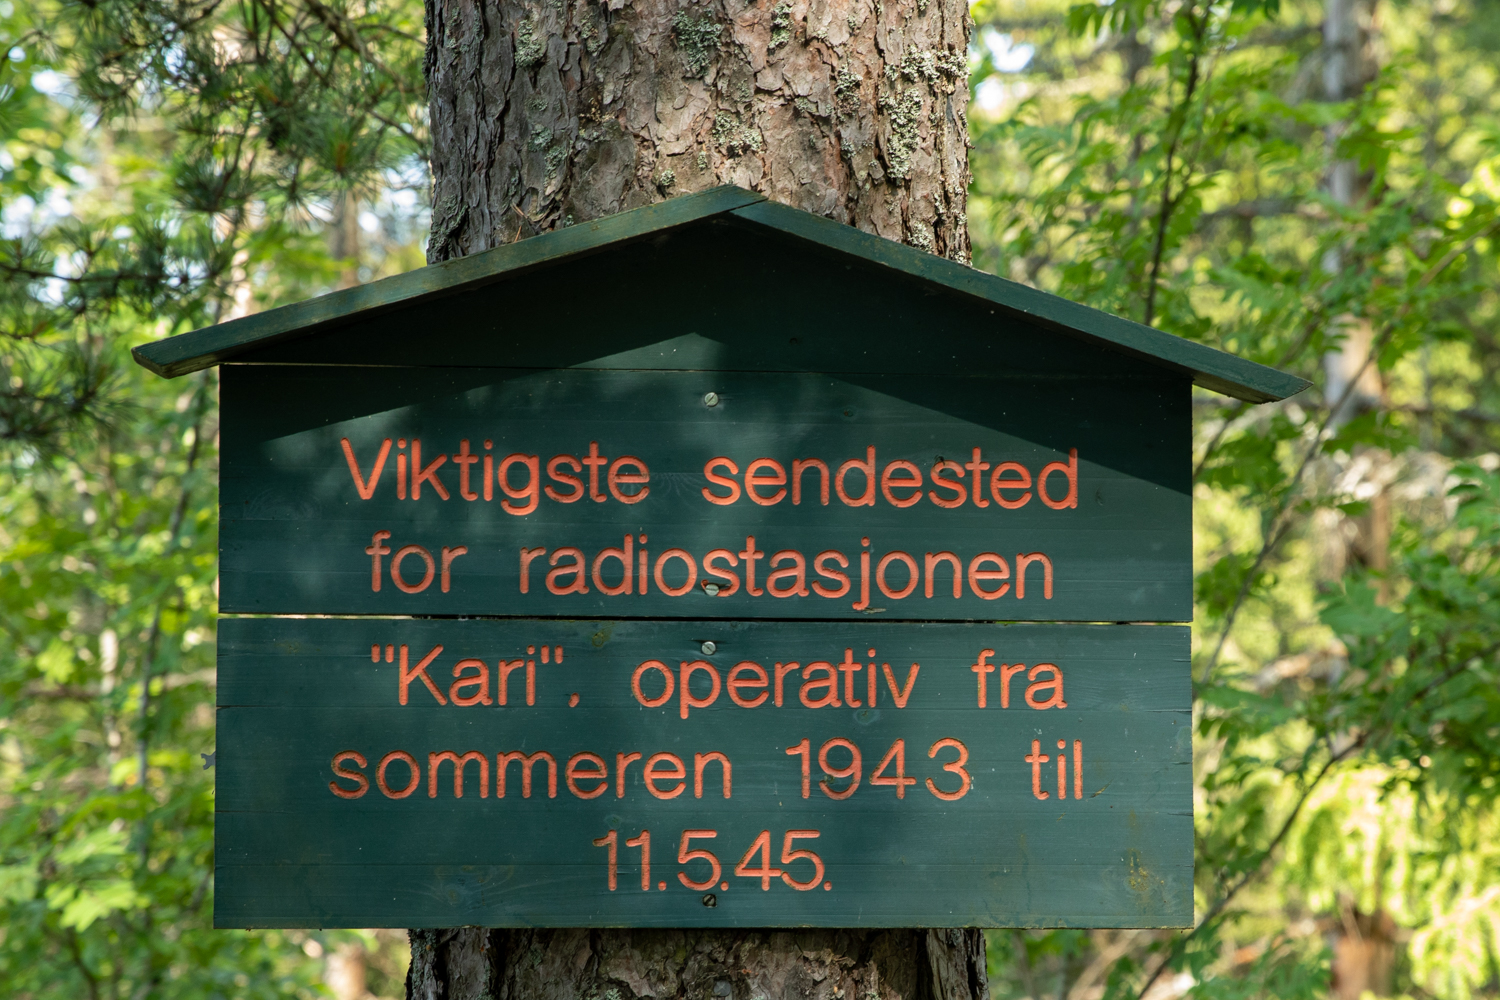 Viktigste sendested
for radiostasjonen
"Kari", operativ fra
sommeren 1943 til
11.5.45.